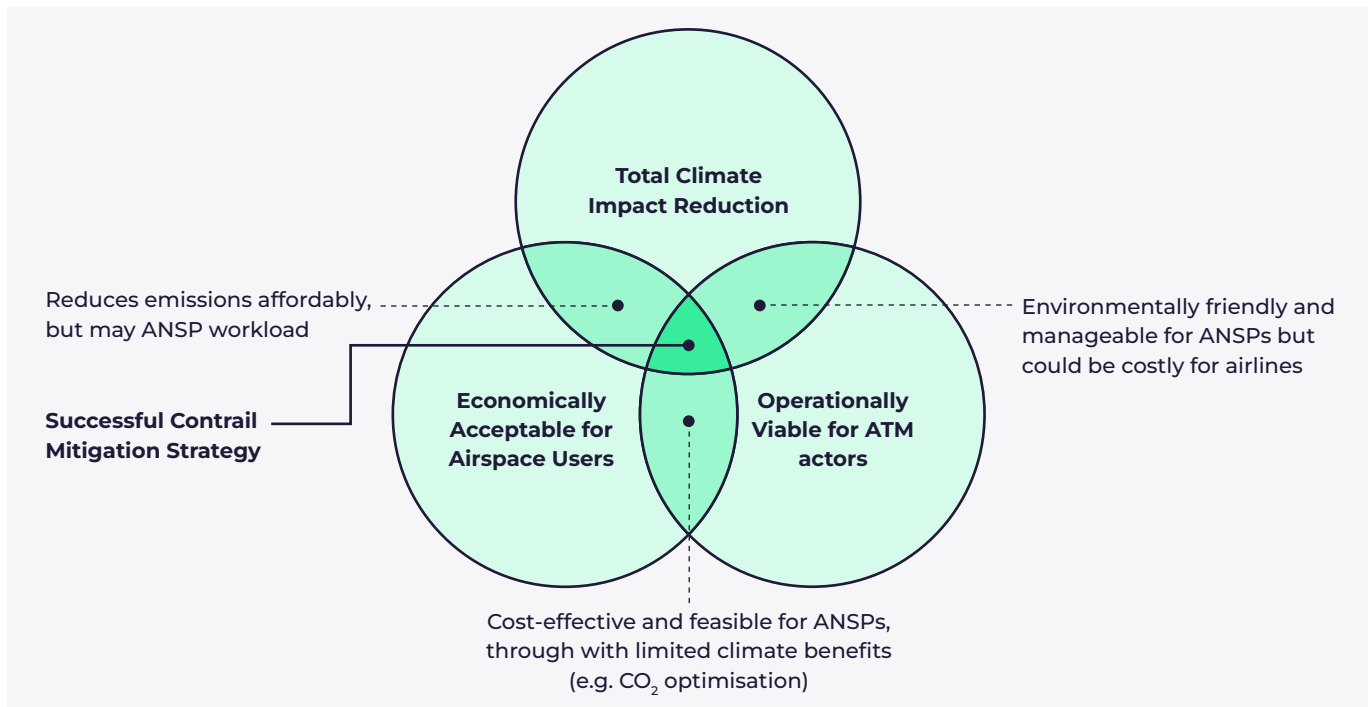 Total Climate
Impact Reduction
Reduces emissions affordably,
but may ANSP workload
Environmentally friendly and
manageable for ANSPs but
could be costly for airlines
Successful Contrail
Mitigation Strategy
Economically
Acceptable for
Airspace Users
Operationally
Viable for ATM
actors
Cost-effective and feasible for ANSPs,
through with limited climate benefits
(e.g. CO₂ optimisation)